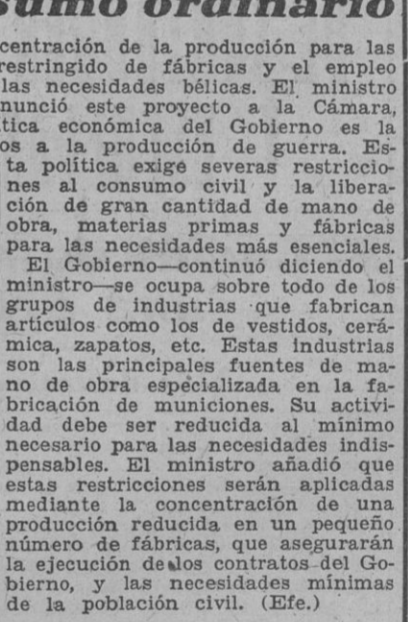 sumo ordinario
centración de la producción para las
restringido de fábricas y el empleo
las necesidades bélicas. El ministro
nunció este proyecto a la Cámara,
tica económica del Gobierno es la
os a la producción de guerra. Es-
ta política exige severas restriccio-
nes al consumo civil y la libera-
ción de gran cantidad de mano de
obra, materias primas y fábricas
para las necesidades más esenciales.
El Gobierno—continuó diciendo el
ministro—se ocupa sobre todo de los
grupos de industrias que fabrican
artículos como los de vestidos, cerá-
mica, zapatos, etc. Estas industrias
son las principales fuentes de ma-
no de obra especializada en la fa-
bricación de municiones. Su activi-
dad debe ser reducida al mínimo
necesario para las necesidades indis-
pensables. El ministro añadió que
estas restricciones serán aplicadas
mediante la concentración de una
producción reducida en un pequeño
número de fábricas, que asegurarán
la ejecución de los contratos del Go-
bierno, y las necesidades mínimas
de la población civil. (Efe.)